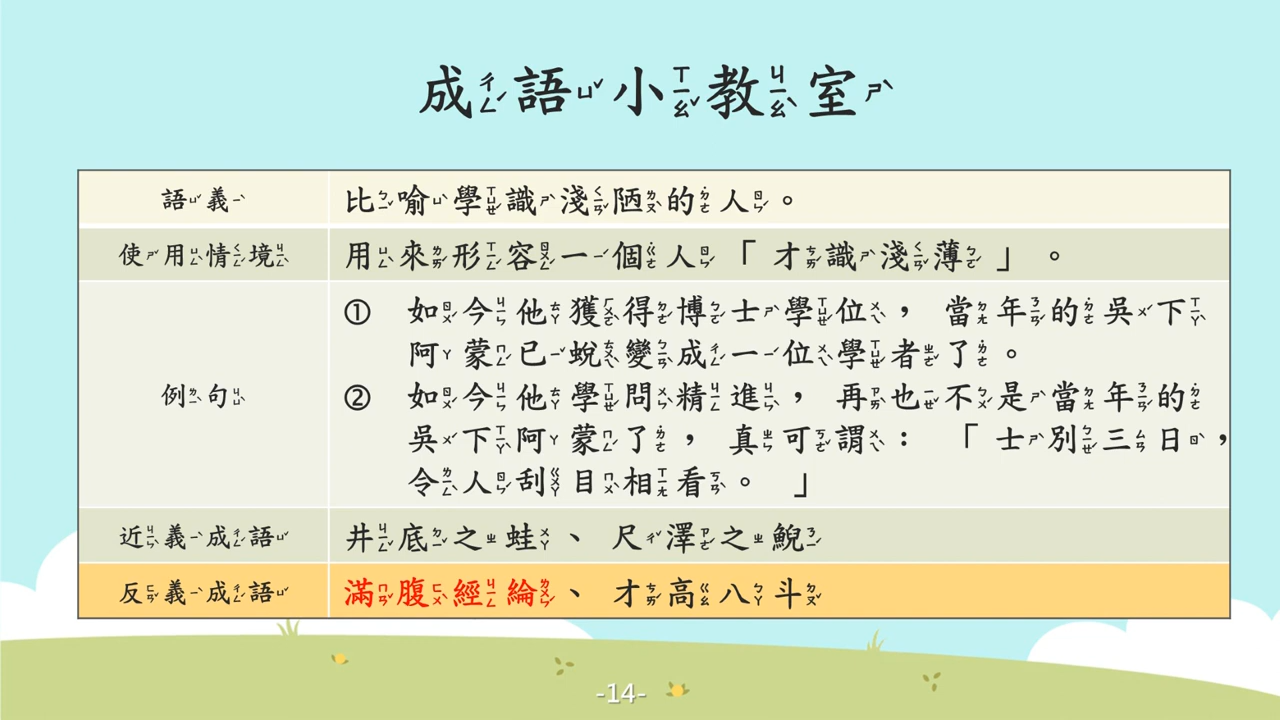 成語小教室
語義
比喻學識淺陋的人。
使用情境
用來形容一個人「才識淺薄」。
例句
① 如今他獲得博士學位，當年的吳下
阿蒙已蛻變成一位學者了。
② 如今他學問精進，再也不是當年的
吳下阿蒙了，真可謂：「士別三日，
令人刮目相看。」
近義成語
井底之蛙、尺澤之鯢
反義成語
滿腹經綸、才高八斗
-14-